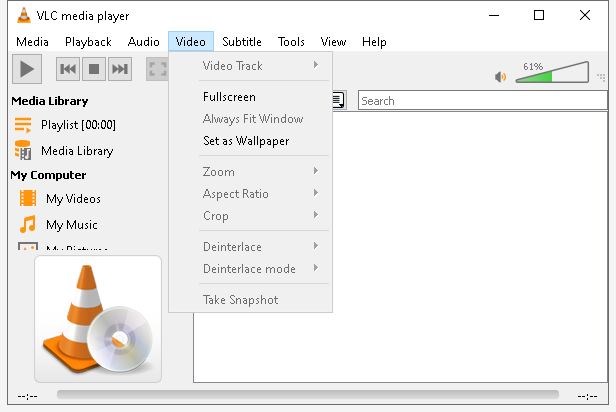 VLC media player
Media Playback Audio Video Subtitle Tools View Help
Video Track
61%
Media Library
Fullscreen
Search
Playlist [00:00]
Always Fit Window
Media Library
Set as Wallpaper
My Computer
Zoom
My Videos
Aspect Ratio
My Music
Crop
My Pictures
Deinterlace
Deinterlace mode
Take Snapshot
--:-- --:--